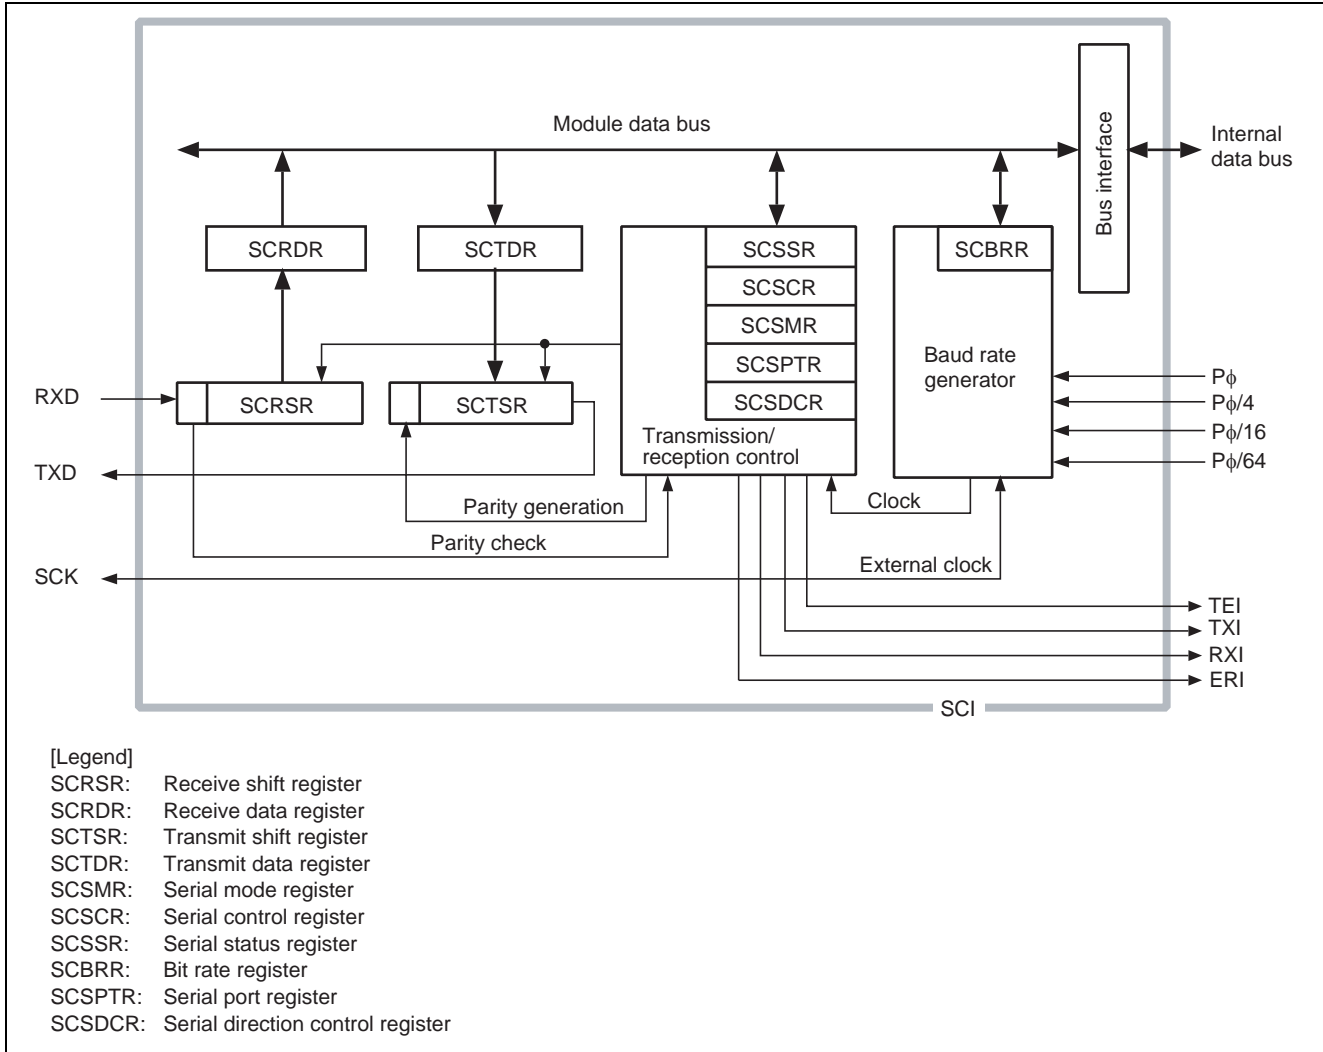 Module data bus
Bus interface
Internal
data bus
SCRDR
SCTDR
SCSSR
SCBRR
SCSCR
SCSMR
SCSPTR
SCSDCR
Baud rate
generator
Pϕ
Pϕ/4
Pϕ/16
Pϕ/64
RXD
SCRSR
SCTSR
Transmission/
reception control
TXD
Parity generation
Clock
Parity check
SCK
External clock
TEI
TXI
RXI
ERI
SCI
[Legend]
SCRSR: Receive shift register
SCRDR: Receive data register
SCTSR: Transmit shift register
SCTDR: Transmit data register
SCSMR: Serial mode register
SCSCR: Serial control register
SCSSR: Serial status register
SCBRR: Bit rate register
SCSPTR: Serial port register
SCSDCR: Serial direction control register